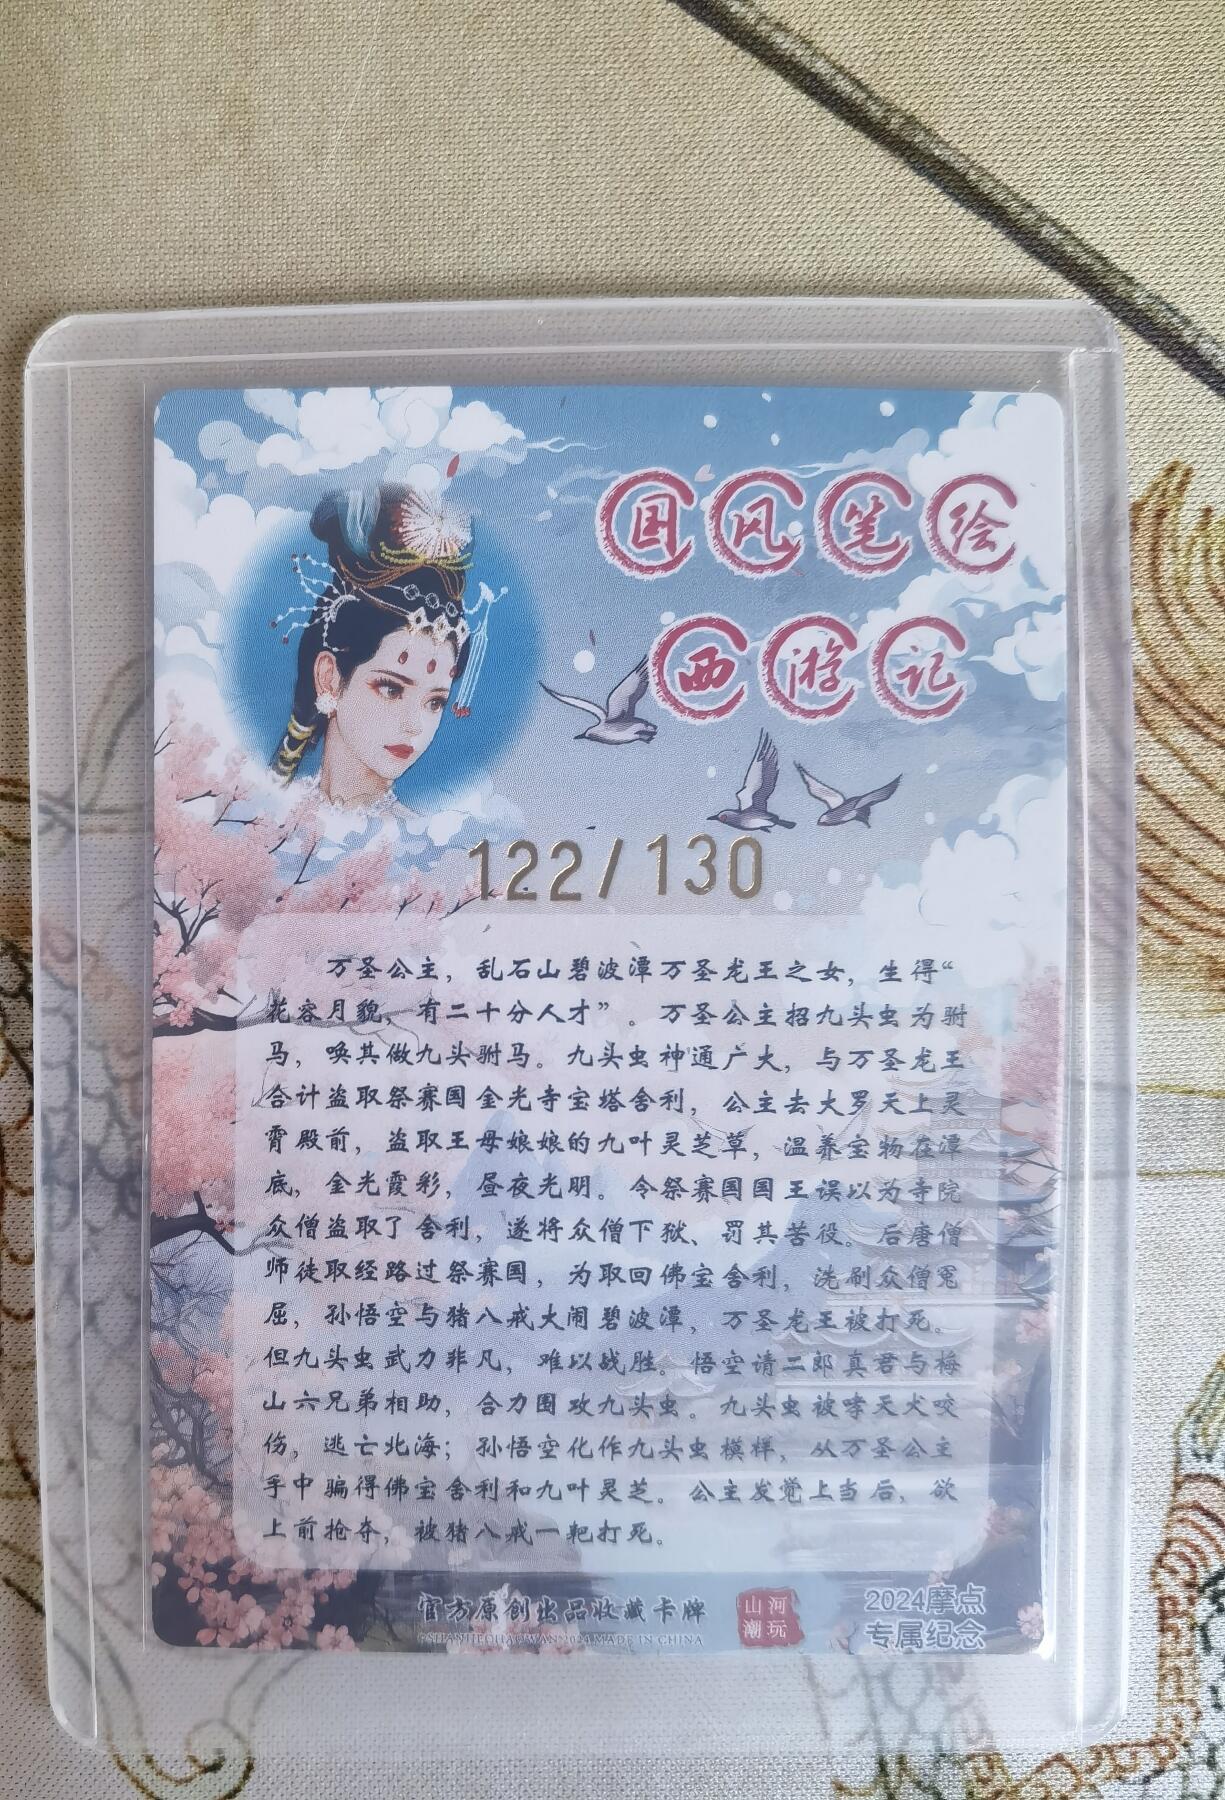 国风笔绘
西游记
122/130
万圣公主，乱石山碧波潭万圣龙王之女，生得“
花容月貌，有二十分人才”。万圣公主招九头虫为驸
马，唤其做九头驸马。九头虫神通广大，与万圣龙王
合计盗取祭赛国金光寺宝塔舍利，公主去大罗天上灵
霄殿前，盗取王母娘娘的九叶灵芝草，温养宝物在潭
底，金光霞彩，昼夜光明。令祭赛国国王误以为寺院
众僧盗取了舍利，遂将众僧下狱、罚其苦役。后唐僧
师徒取经路过祭赛国，为取回佛宝舍利，洗刷众僧冤
屈，孙悟空与猪八戒大闹碧波潭，万圣龙王被打死。
但九头虫武力非凡，难以战胜。悟空请二郎真君与梅
山六兄弟相助，合力围攻九头虫。九头虫被哮天犬咬
伤，逃亡北海；孙悟空化作九头虫模样，从万圣公主
手中骗得佛宝舍利和九叶灵芝。公主发觉上当后，欲
上前抢夺，被猪八戒一耙打死。
官方原创出品收藏卡牌
©SHANHECHAOWAN2024.MADE IN CHINA
山河
潮玩
2024摩点
专属纪念